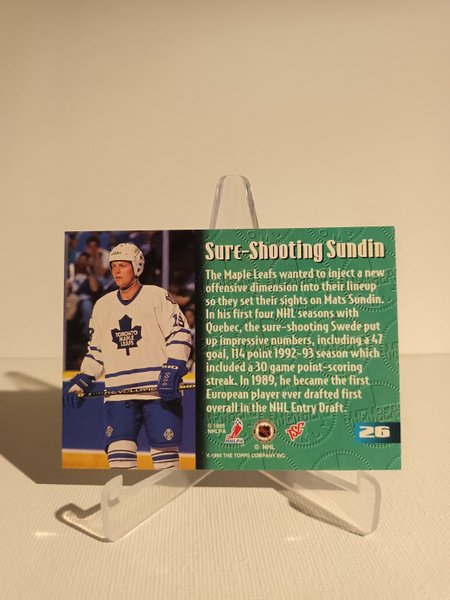 Sure-Shooting Sundin
The Maple Leafs wanted to inject a new
offensive dimension into their lineup
so they set their sights on Mats Sundin.
In his first four NHL seasons with
Quebec, the sure-shooting Swede put
up impressive numbers, including a 47
goal, 114 point 1992-93 season which
included a 30 game point-scoring
streak. In 1989, he became the first
European player ever drafted first
overall in the NHL Entry Draft.
TORONTO
MAPLE
LEAFS
26
© 1995
NHLPA
© NHL
© 1995 THE TOPPS COMPANY INC.